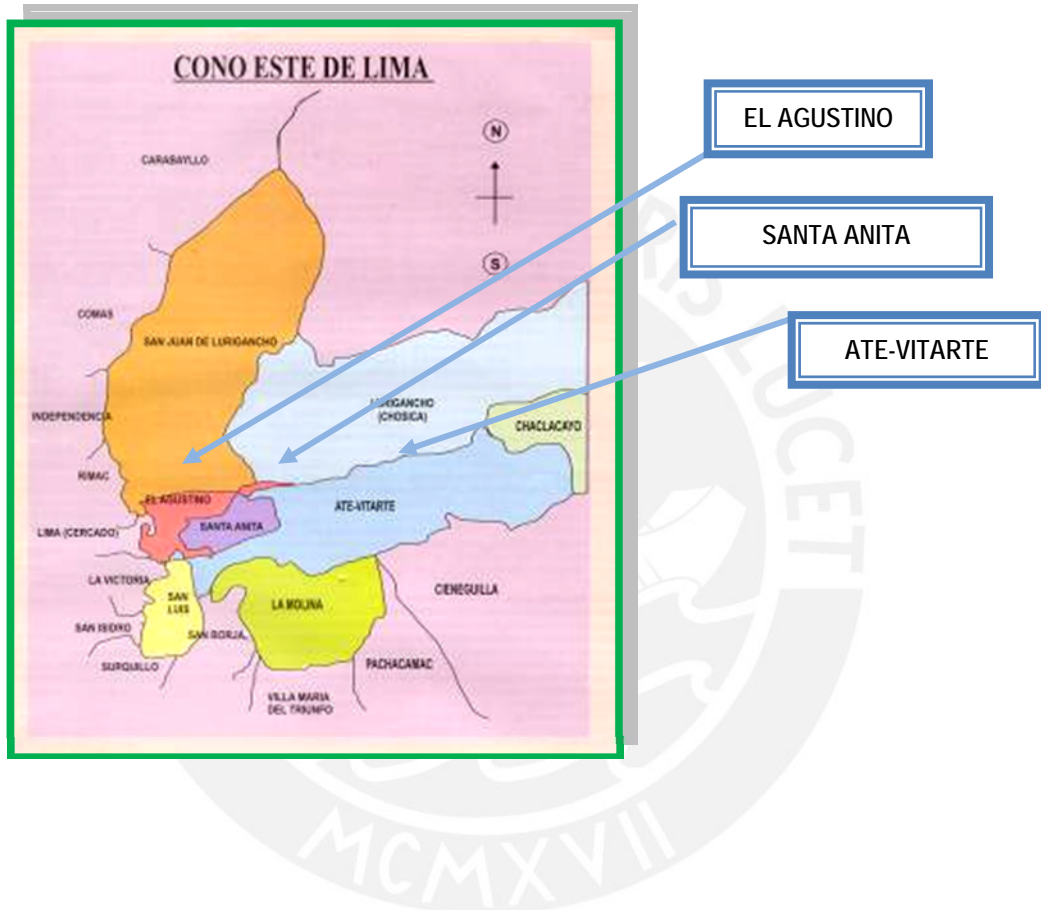 CONO ESTE DE LIMA
EL AGUSTINO
N
CARABAYLLO
SANTA ANITA
S
COMAS
SAN JUAN DE LURIGANCHO
ATE-VITARTE
LURIGANCHO
(CHOSICA)
INDEPENDENCIA
CHACLACAYO
RIMAC
EL AGUSTINO
ATE-VITARTE
LIMA (CERCADO)
SANTA ANITA
LA VICTORIA
CIENEGUILLA
SAN
LUIS
LA MOLINA
SAN ISIDRO
SAN BORJA,
SURQUILLO
PACHACAMAC
VILLA MARIA
DEL TRIUNFO
LUCET
MCMXVII